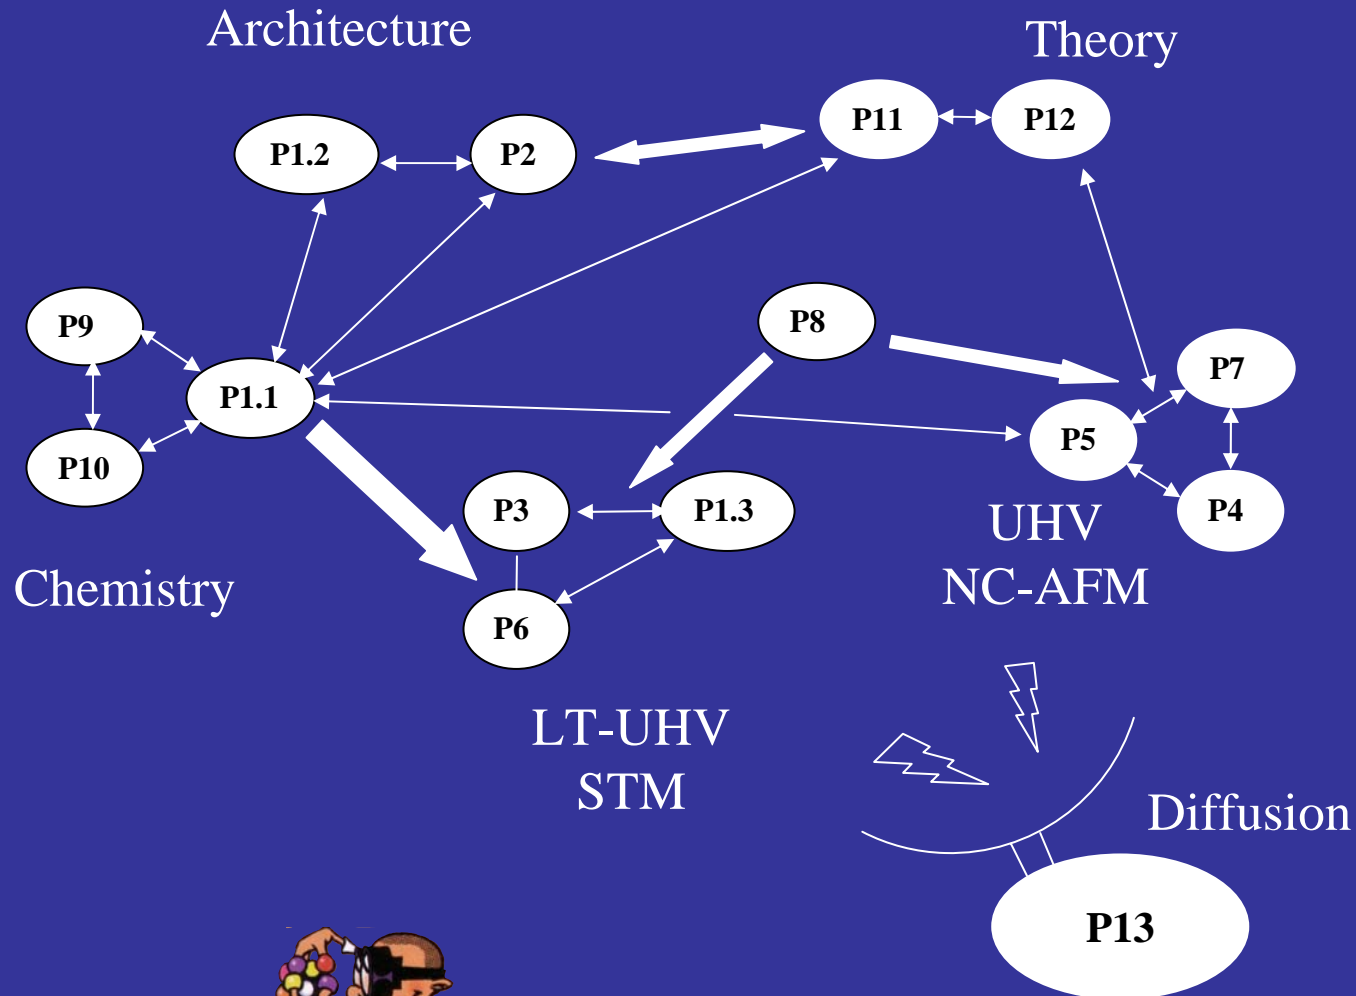 Architecture
Theory
P11
P12
P1.2
P2
P9
P8
P7
P1.1
P5
P10
P3
P1.3
P4
UHV
NC-AFM
Chemistry
P6
LT-UHV
STM
Diffusion
P13